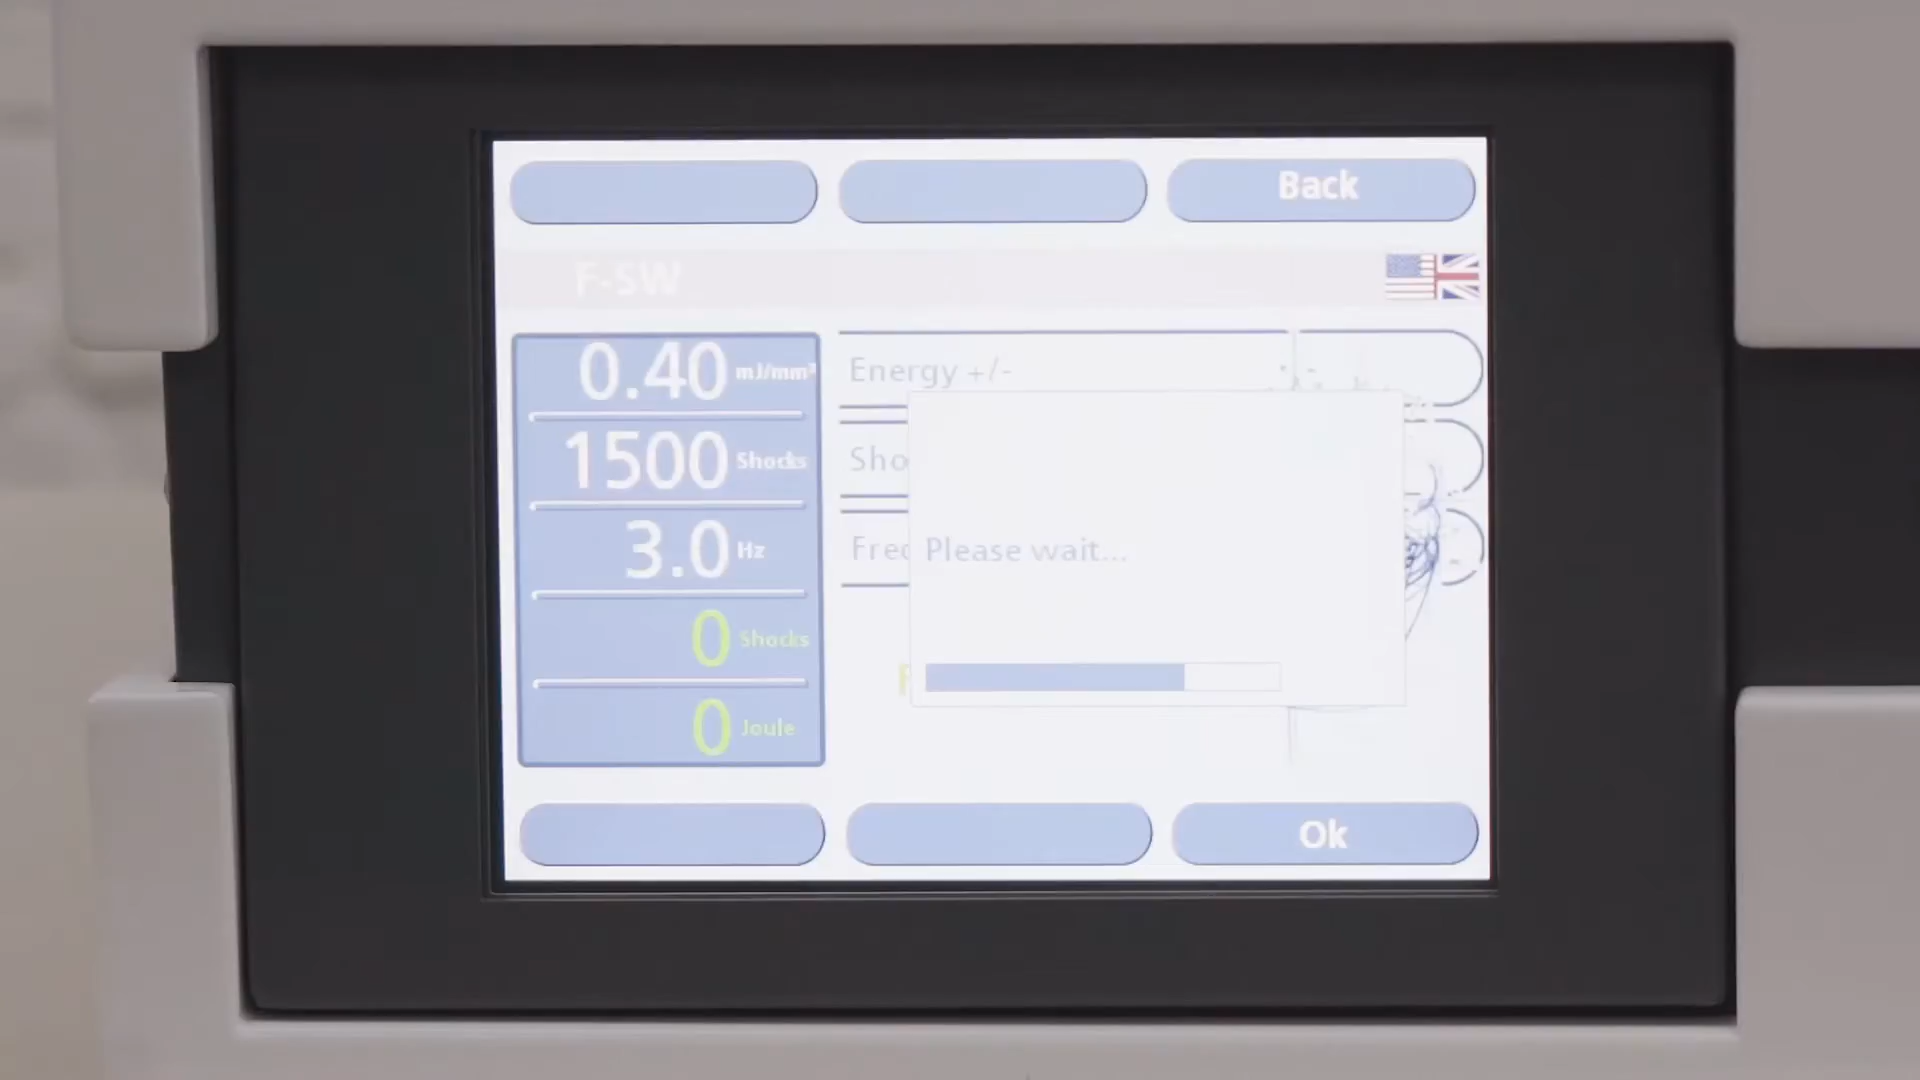 Back
F-SW
0.40 mJ/mm²
1500 Shocks
3.0 Hz
0 Shocks
0 Joule
Energy +/-
Sho
Fre
Please wait...
Ok